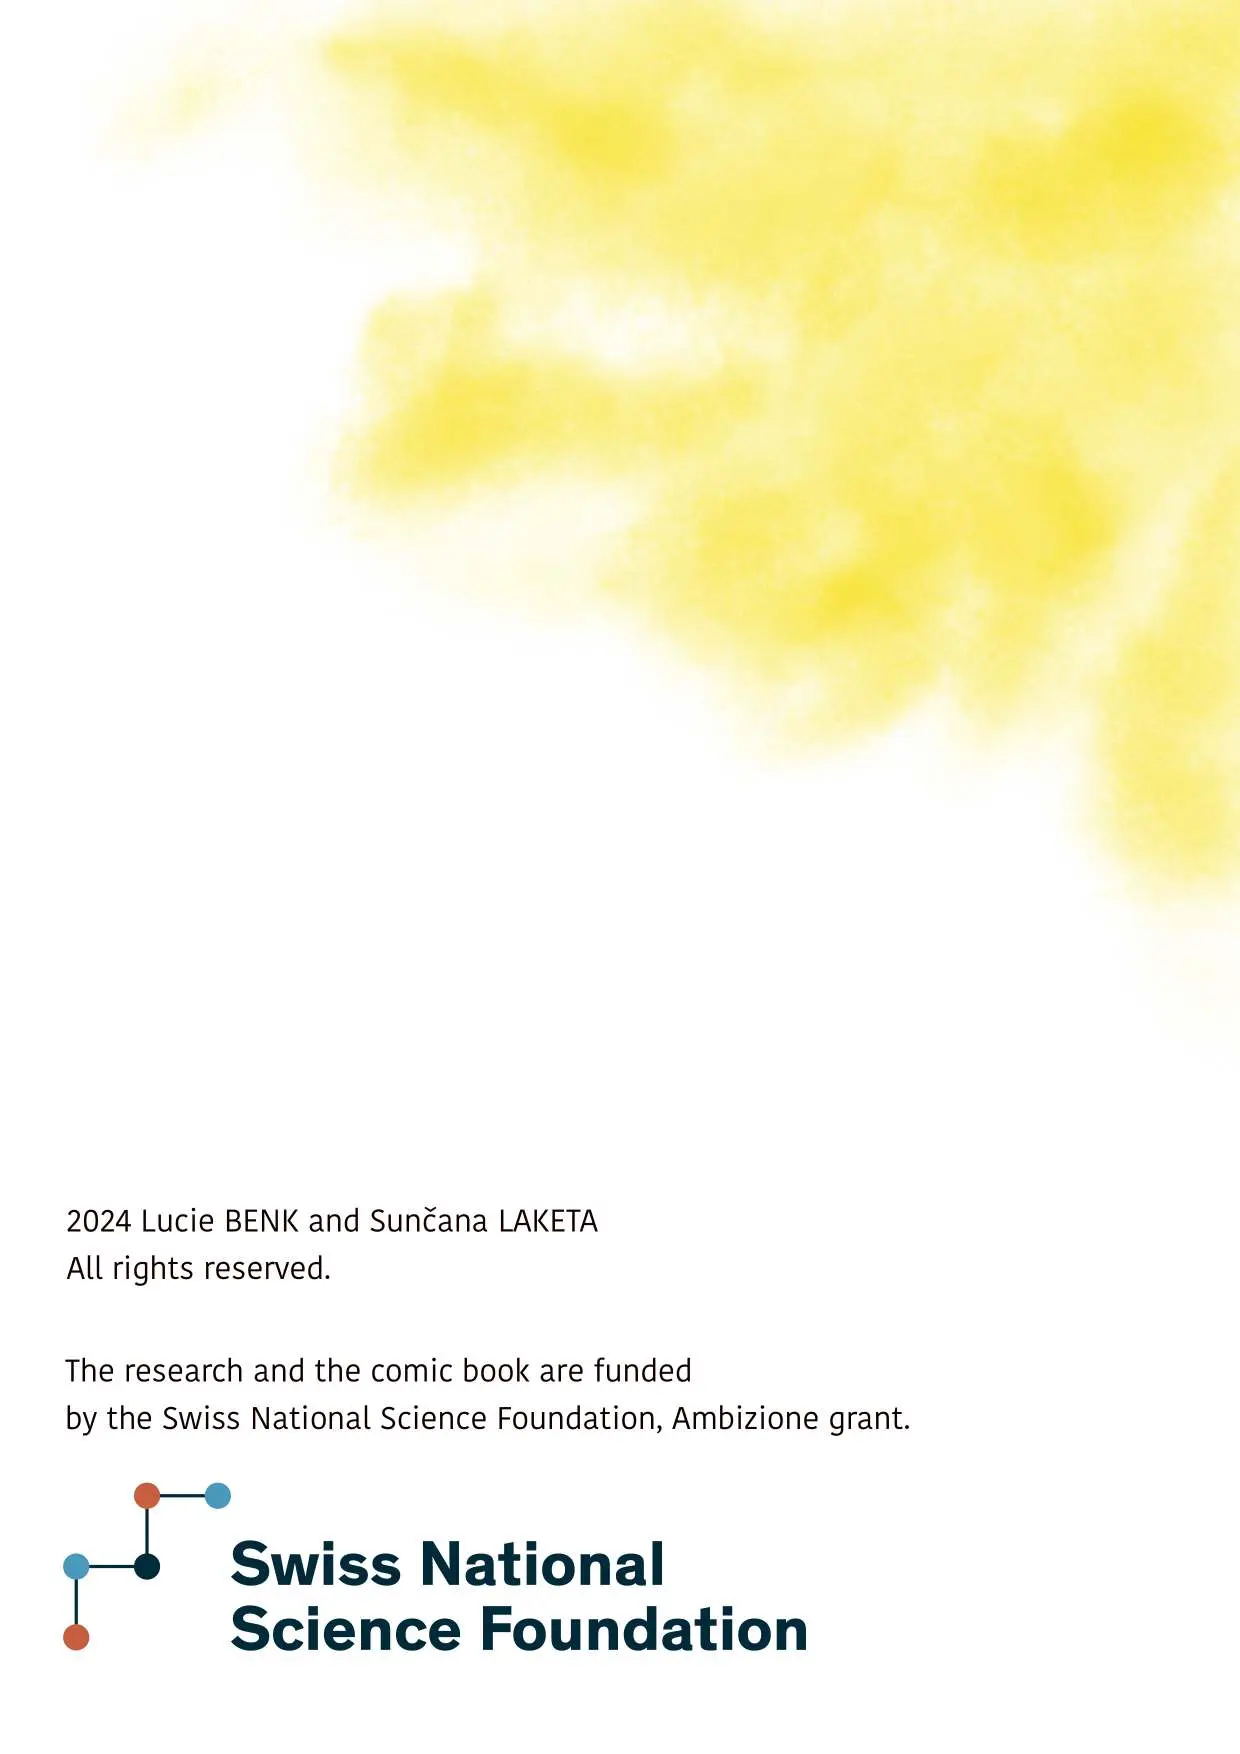 2024 Lucie BENK and Sunčana LAKETA
All rights reserved.
The research and the comic book are funded
by the Swiss National Science Foundation, Ambizione grant.
Swiss National
Science Foundation